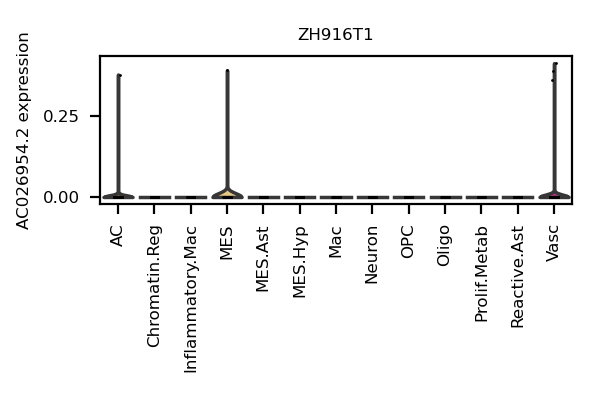 ZH916T1
AC026954.2 expression
0.25
0.00
AC
Chromatin.Reg
Inflammatory.Mac
MES
MES.Ast
MES.Hyp
Mac
Neuron
OPC
Oligo
Prolif.Metab
Reactive.Ast
Vasc